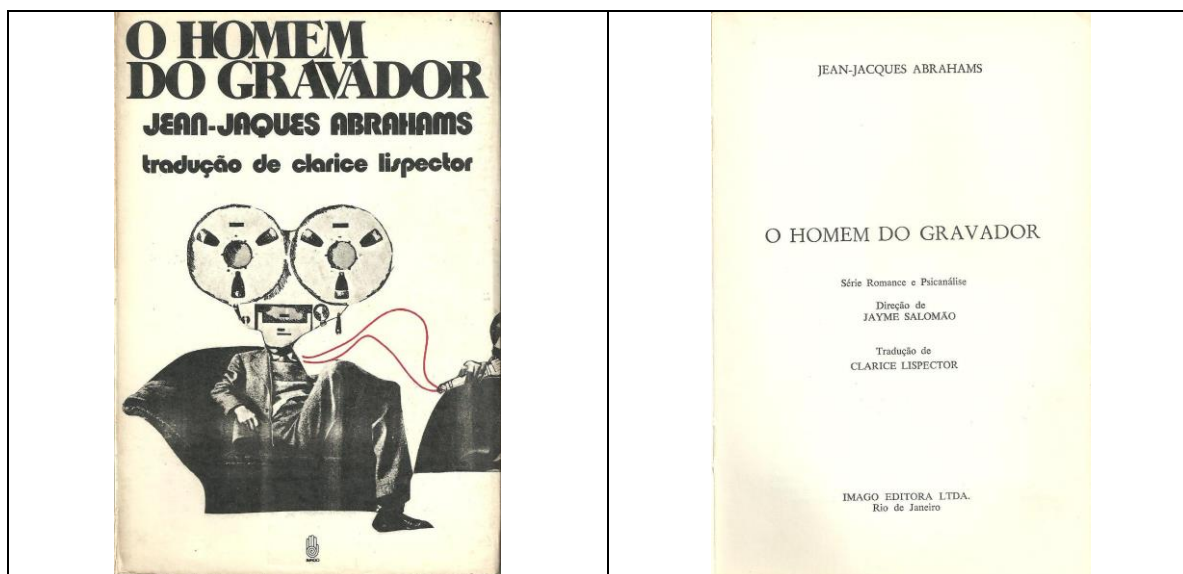 O HOMEM
DO GRAVADOR
JEAN-JAQUES ABRAHAMS
tradução de clarice lispector
IMAGO
JEAN-JACQUES ABRAHAMS
O HOMEM DO GRAVADOR
Série Romance e Psicanálise
Direção de
JAYME SALOMÃO
Tradução de
CLARICE LISPECTOR
IMAGO EDITORA LTDA.
Rio de Janeiro